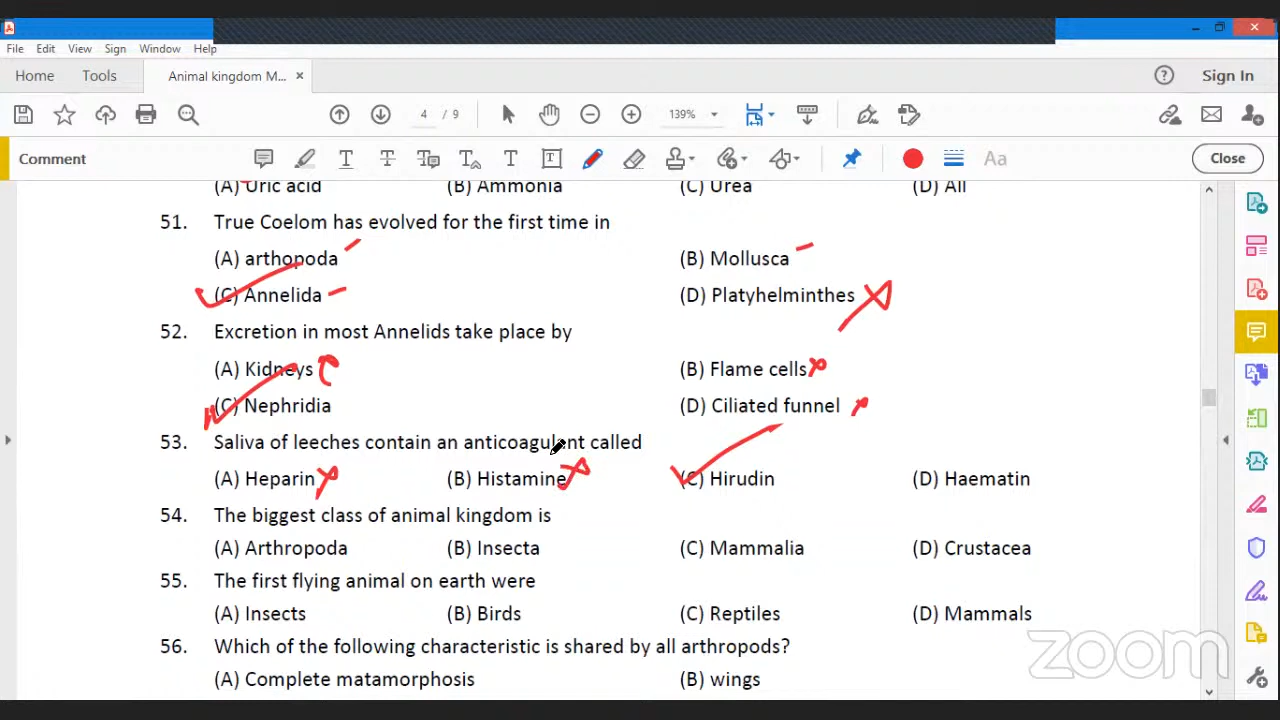 File Edit View Sign Window Help
Home Tools Animal kingdom M... × Sign In
4 / 9 139%
Comment Aa Close
(A) Uric acid (B) Ammonia (C) Urea (D) All
51. True Coelom has evolved for the first time in
(A) arthopoda (B) Mollusca
(C) Annelida (D) Platyhelminthes
52. Excretion in most Annelids take place by
(A) Kidneys (B) Flame cells
(C) Nephridia (D) Ciliated funnel
53. Saliva of leeches contain an anticoagulent called
(A) Heparin (B) Histamine (C) Hirudin (D) Haematin
54. The biggest class of animal kingdom is
(A) Arthropoda (B) Insecta (C) Mammalia (D) Crustacea
55. The first flying animal on earth were
(A) Insects (B) Birds (C) Reptiles (D) Mammals
56. Which of the following characteristic is shared by all arthropods?
(A) Complete matamorphosis (B) wings
zoom